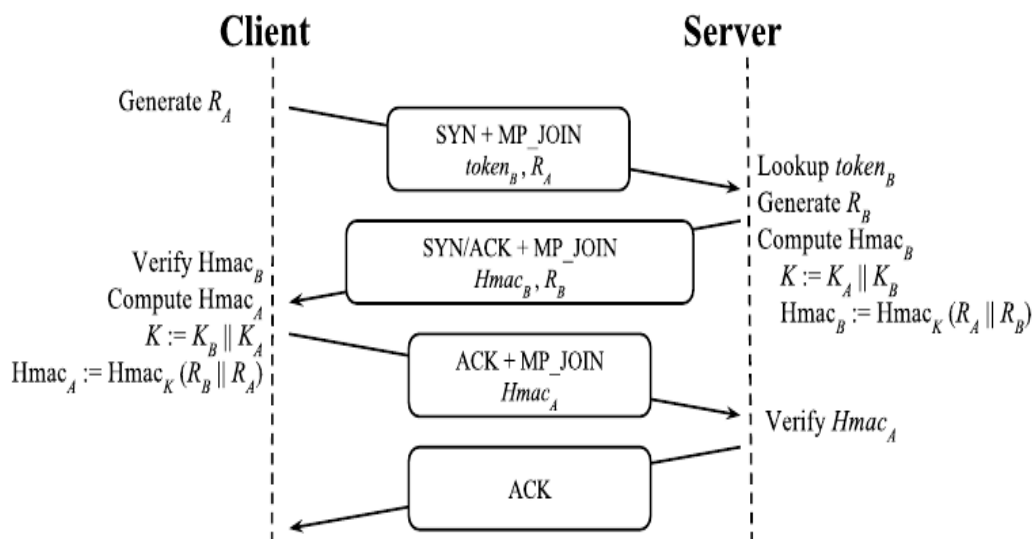 Client
Server
Generate R_A
SYN + MP_JOIN
token_B, R_A
Lookup token_B
Generate R_B
Compute Hmac_B
K := K_A || K_B
Hmac_B := Hmac_K (R_A || R_B)
SYN/ACK + MP_JOIN
Hmac_B, R_B
Verify Hmac_B
Compute Hmac_A
K := K_B || K_A
Hmac_A := Hmac_K (R_B || R_A)
ACK + MP_JOIN
Hmac_A
Verify Hmac_A
ACK